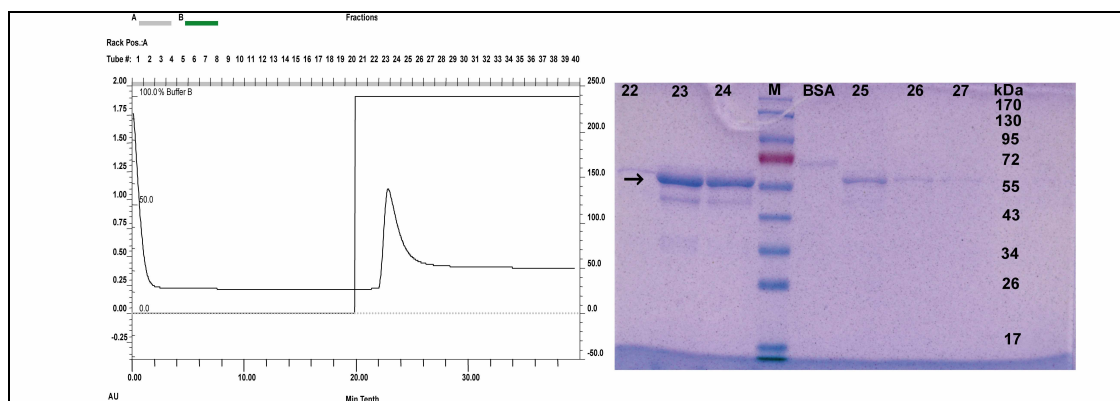 A B Fractions
Rack Pos.:A
Tube #: 1 2 3 4 5 6 7 8 9 10 11 12 13 14 15 16 17 18 19 20 21 22 23 24 25 26 27 28 29 30 31 32 33 34 35 36 37 38 39 40
2.00 250.0
100.0% Buffer B
1.75
200.0
1.50
1.25
150.0
1.00
50.0
0.75 100.0
0.50
50.0
0.25
0.00 0.0 0.0
-0.25
-50.0
0.00 10.00 20.00 30.00
AU Min Tenth
22 23 24 M BSA 25 26 27 kDa
170
130
95
72
→ 55
43
34
26
17